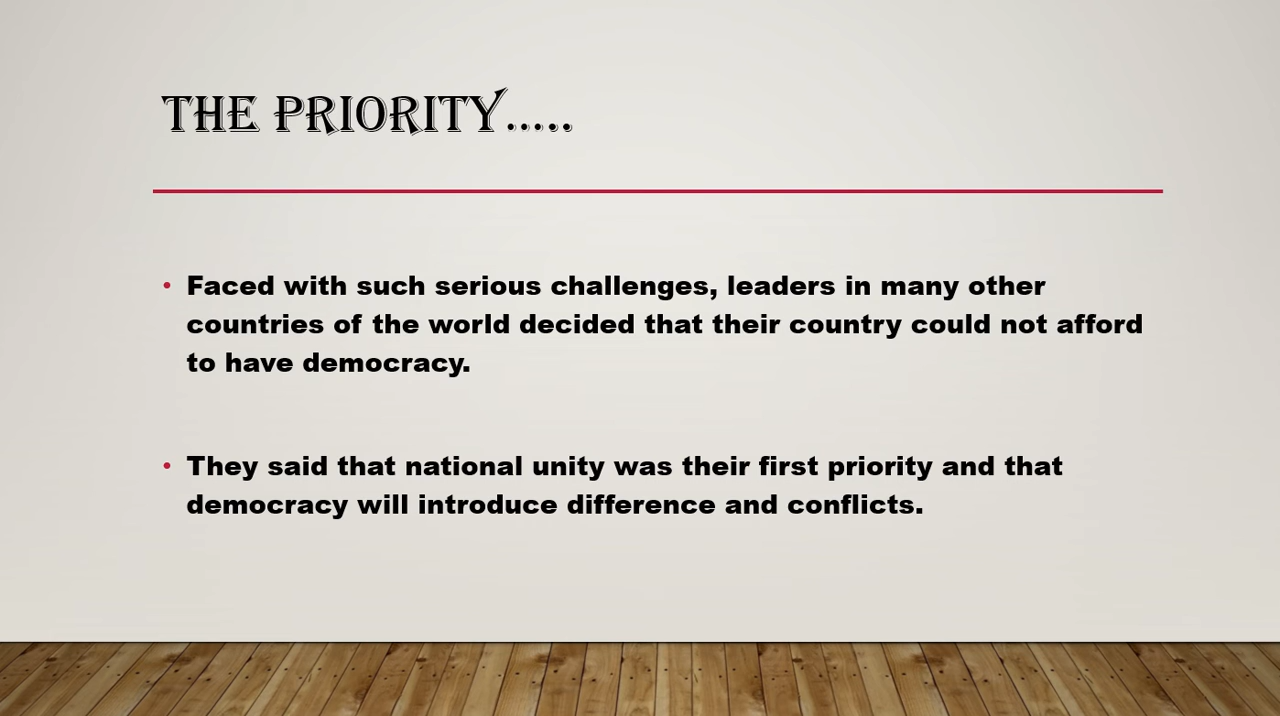 THE PRIORITY.....
• Faced with such serious challenges, leaders in many other
countries of the world decided that their country could not afford
to have democracy.
• They said that national unity was their first priority and that
democracy will introduce difference and conflicts.